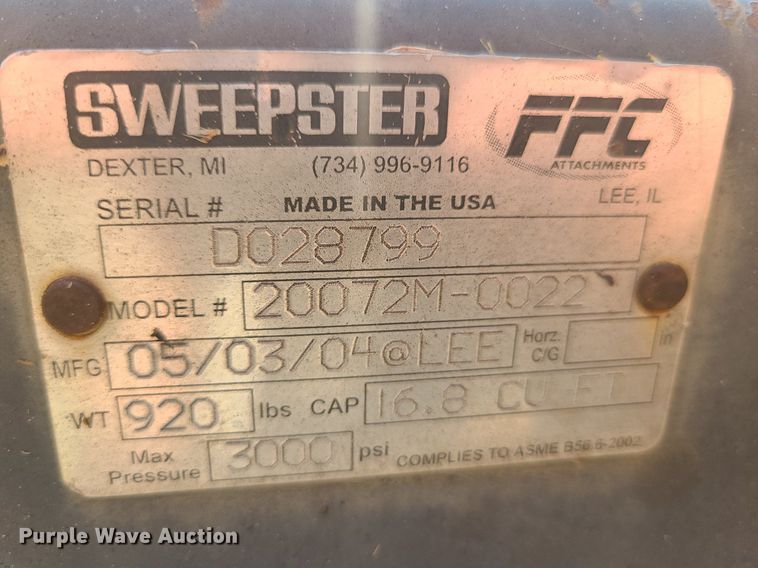 SWEEPSTER
FFC
ATTACHMENTS
DEXTER, MI (734) 996-9116
LEE, IL
SERIAL # MADE IN THE USA
D028799
MODEL # 20072M-0022
MFG 05/03/04@LEE Horz. C/G in
WT 920 lbs CAP 16.8 CU FT
Max Pressure 3000 psi COMPLIES TO ASME B56.6-2002
Purple Wave Auction